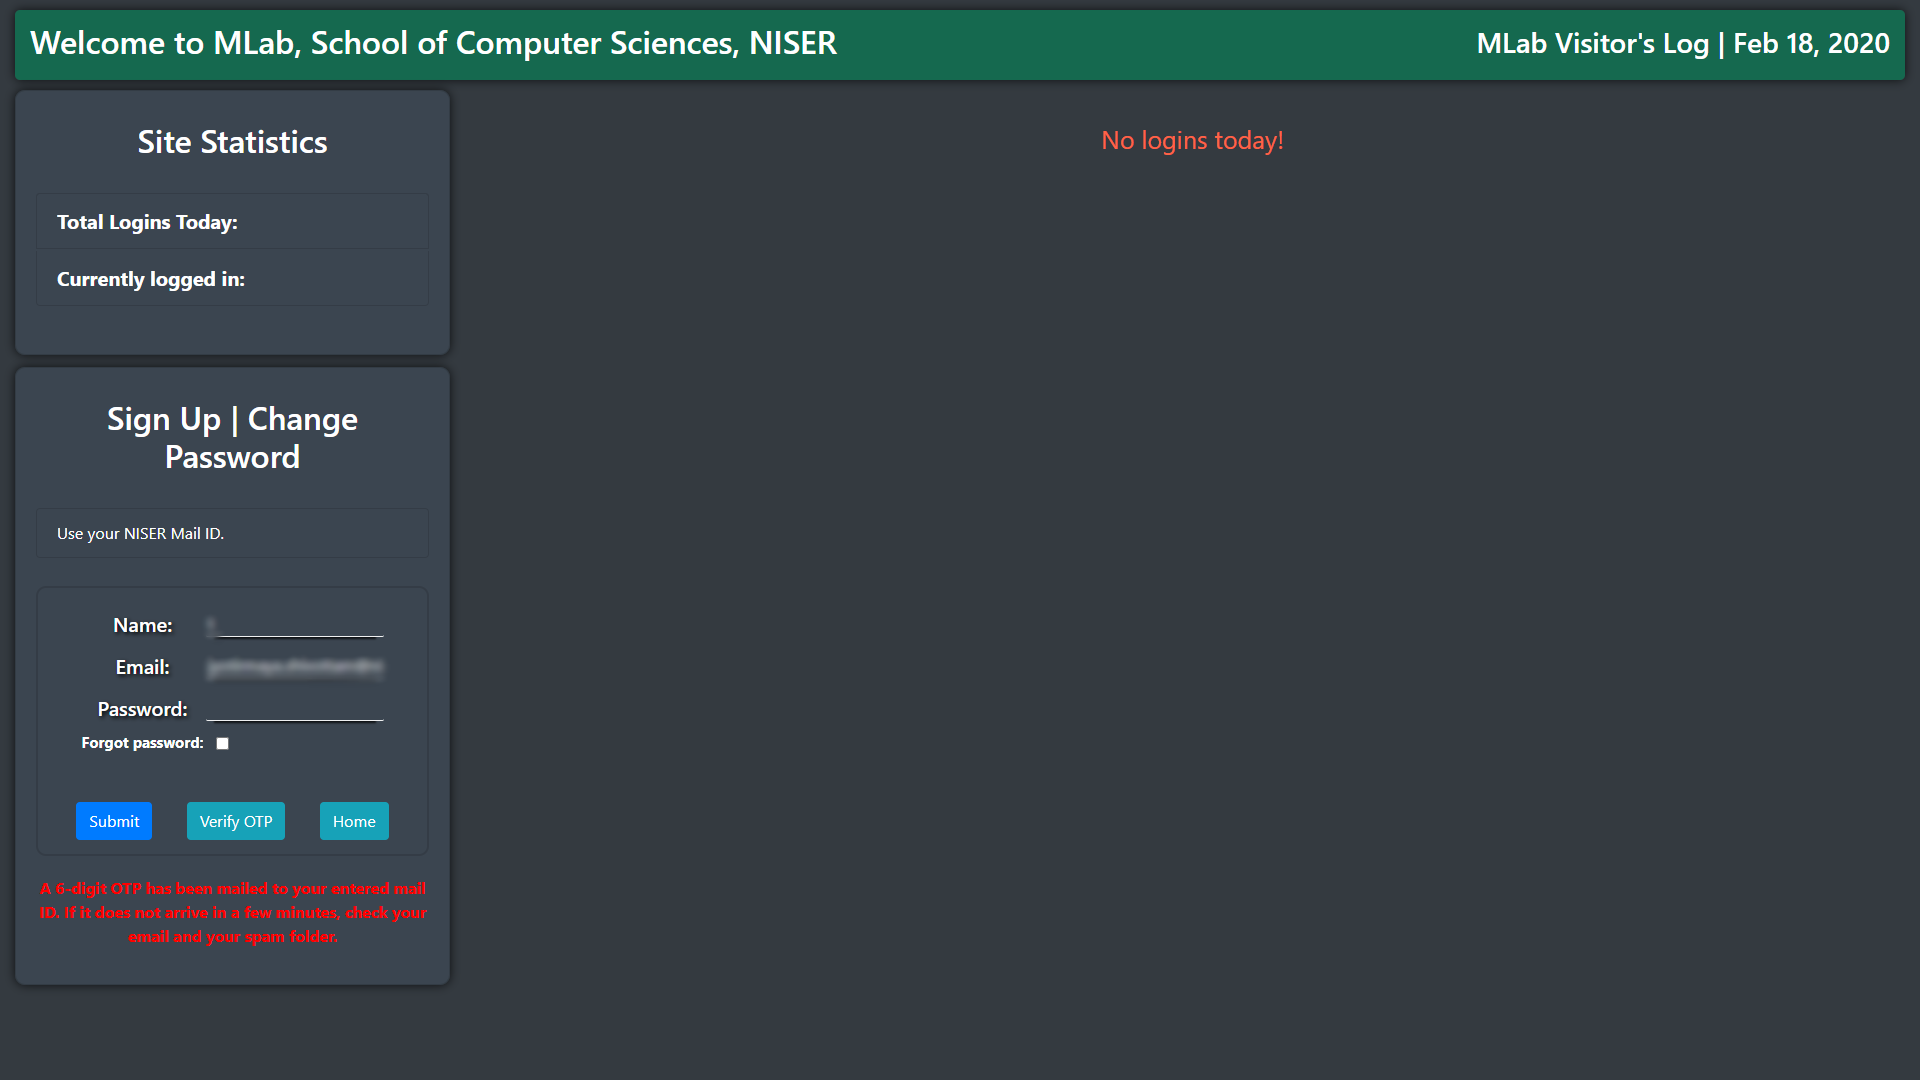 Welcome to MLab, School of Computer Sciences, NISER
MLab Visitor's Log | Feb 18, 2020
Site Statistics
Total Logins Today:
Currently logged in:
No logins today!
Sign Up | Change
Password
Use your NISER Mail ID.
Name:
Email:
Password:
Forgot password:
Submit
Verify OTP
Home
A 6-digit OTP has been mailed to your entered mail
ID. If it does not arrive in a few minutes, check your
email and your spam folder.